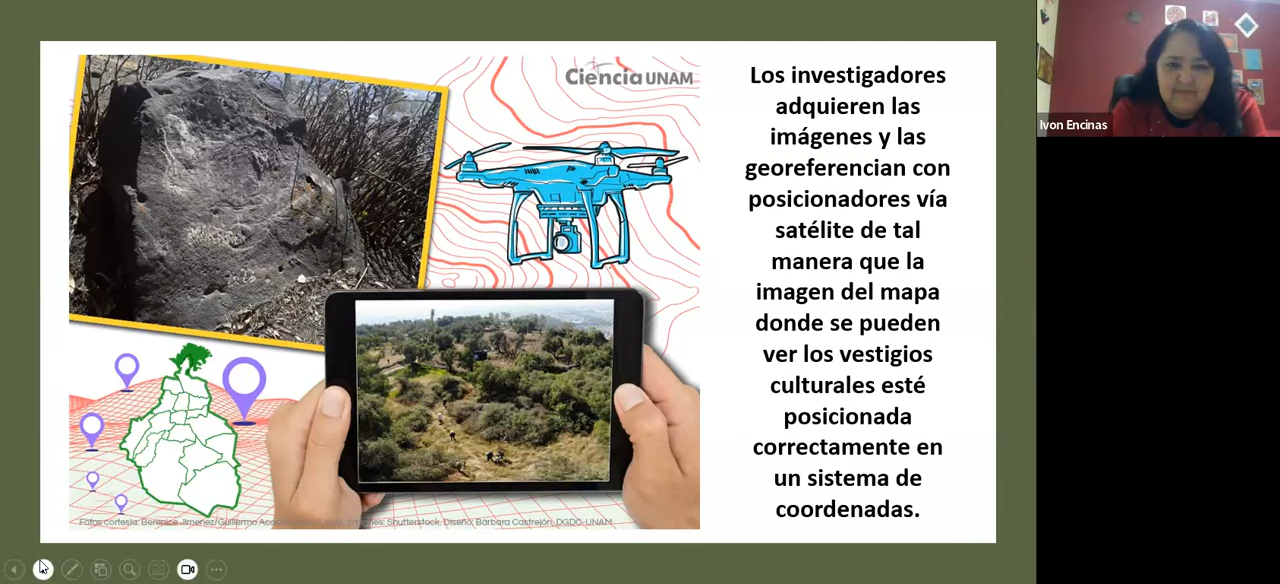 Ciencia UNAM
Los investigadores
adquieren las
imágenes y las
georeferencian con
posicionadores vía
satélite de tal
manera que la
imagen del mapa
donde se pueden
ver los vestigios
culturales esté
posicionada
correctamente en
un sistema de
coordenadas.
Fotos cortesía: Berenice Jiménez/Guillermo Imágenes: Shutterstock. Diseño: Bárbara Castrejón, DGDC-UNAM
Ivon Encinas